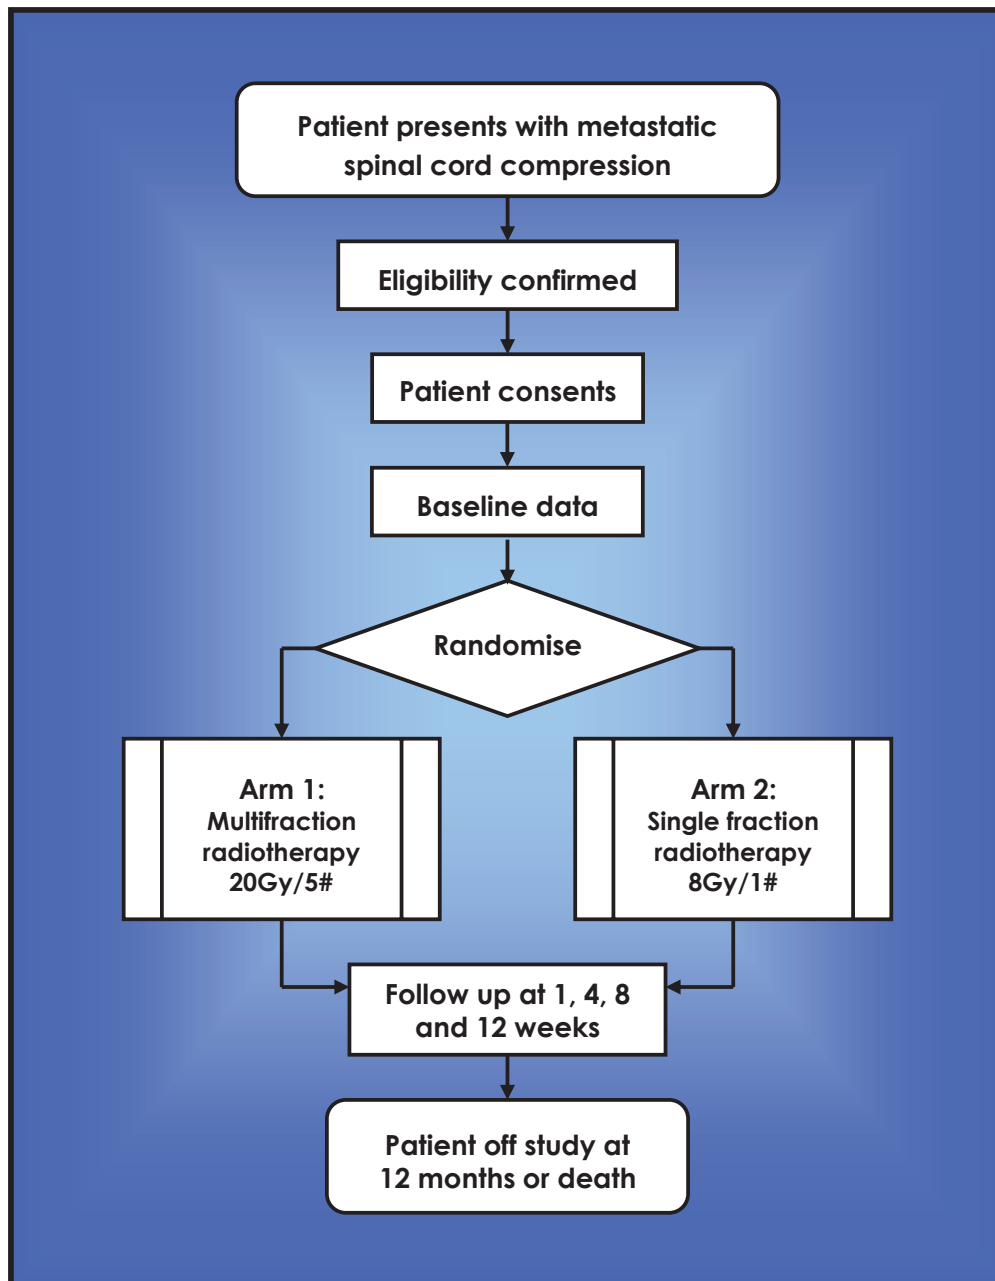 Patient presents with metastatic
spinal cord compression
Eligibility confirmed
Patient consents
Baseline data
Randomise
Arm 1:
Multifraction
radiotherapy
20Gy/5#
Arm 2:
Single fraction
radiotherapy
8Gy/1#
Follow up at 1, 4, 8
and 12 weeks
Patient off study at
12 months or death